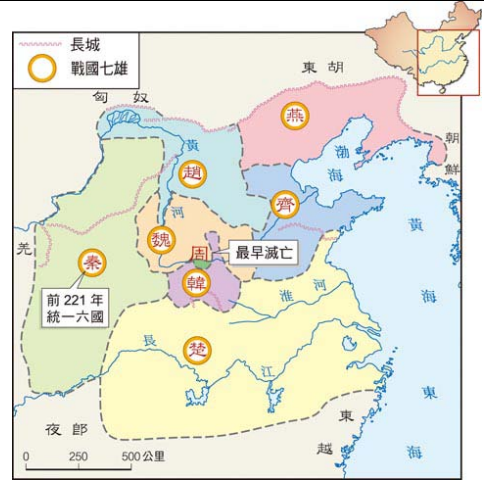 長城
戰國七雄
東胡
匈奴
燕
朝鮮
渤海
黃河
趙
齊
黃海
羌
魏
周
最早滅亡
秦
韓
前 221 年
統一六國
淮河
楚
長江
東海
夜郎
東越
0 250 500 公里